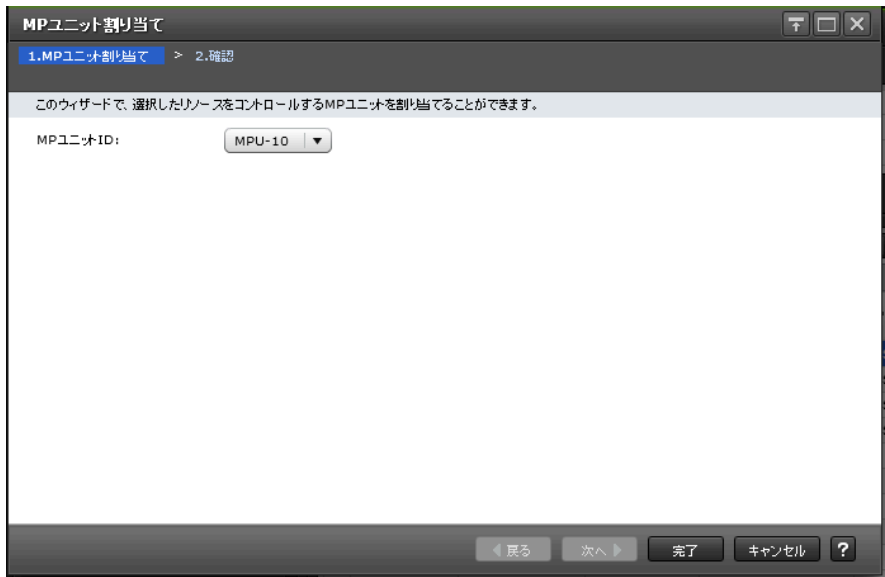 MPユニット割り当て
1.MPユニット割り当て > 2.確認
このウィザードで、選択したリソースをコントロールするMPユニットを割り当てることができます。
MPユニットID: MPU-10
戻る 次へ 完了 キャンセル ?